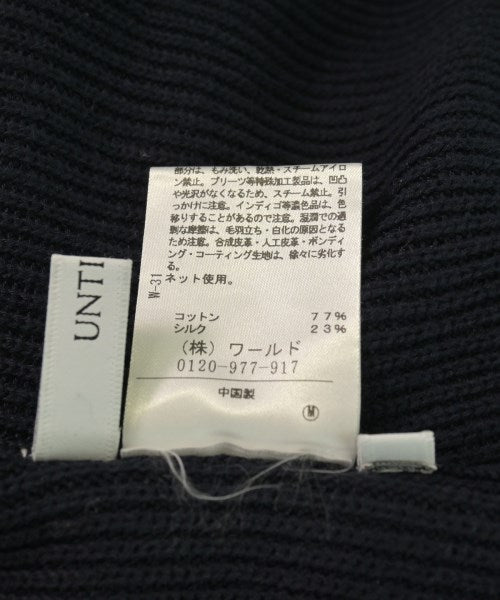 部分は、もみ洗い、乾熱・スチームアイロ
ン禁止。プリーツ等特殊加工製品は、凹凸
や光沢がなくなるため、スチーム禁止。引
っかけに注意。インディゴ等濃色品は、色
移りすることがあるので注意。湿潤での過
剰な摩擦は、毛羽立ち・白化の原因となる
ため注意。合成皮革・人工皮革・ボンディ
ング・コーティング生地は、徐々に劣化す
る。
ネット使用。
W-31
コットン 77%
シルク 23%
(株) ワールド
0120-977-917
中国製
M
UNTI